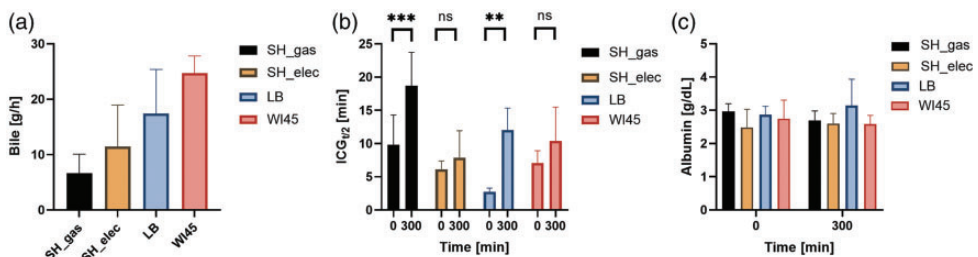 (a)
Bile [g/h]
30
20
10
0
SH_gas
SH_elec
LB
WI45
SH_gas
SH_elec
LB
WI45
(b)
*** ns ** ns
ICG_t/2 [min]
25
20
15
10
5
0
0 300 0 300 0 300 0 300
Time [min]
SH_gas
SH_elec
LB
WI45
(c)
Albumin [g/dL]
5
4
3
2
1
0
0 300
Time [min]
SH_gas
SH_elec
LB
WI45